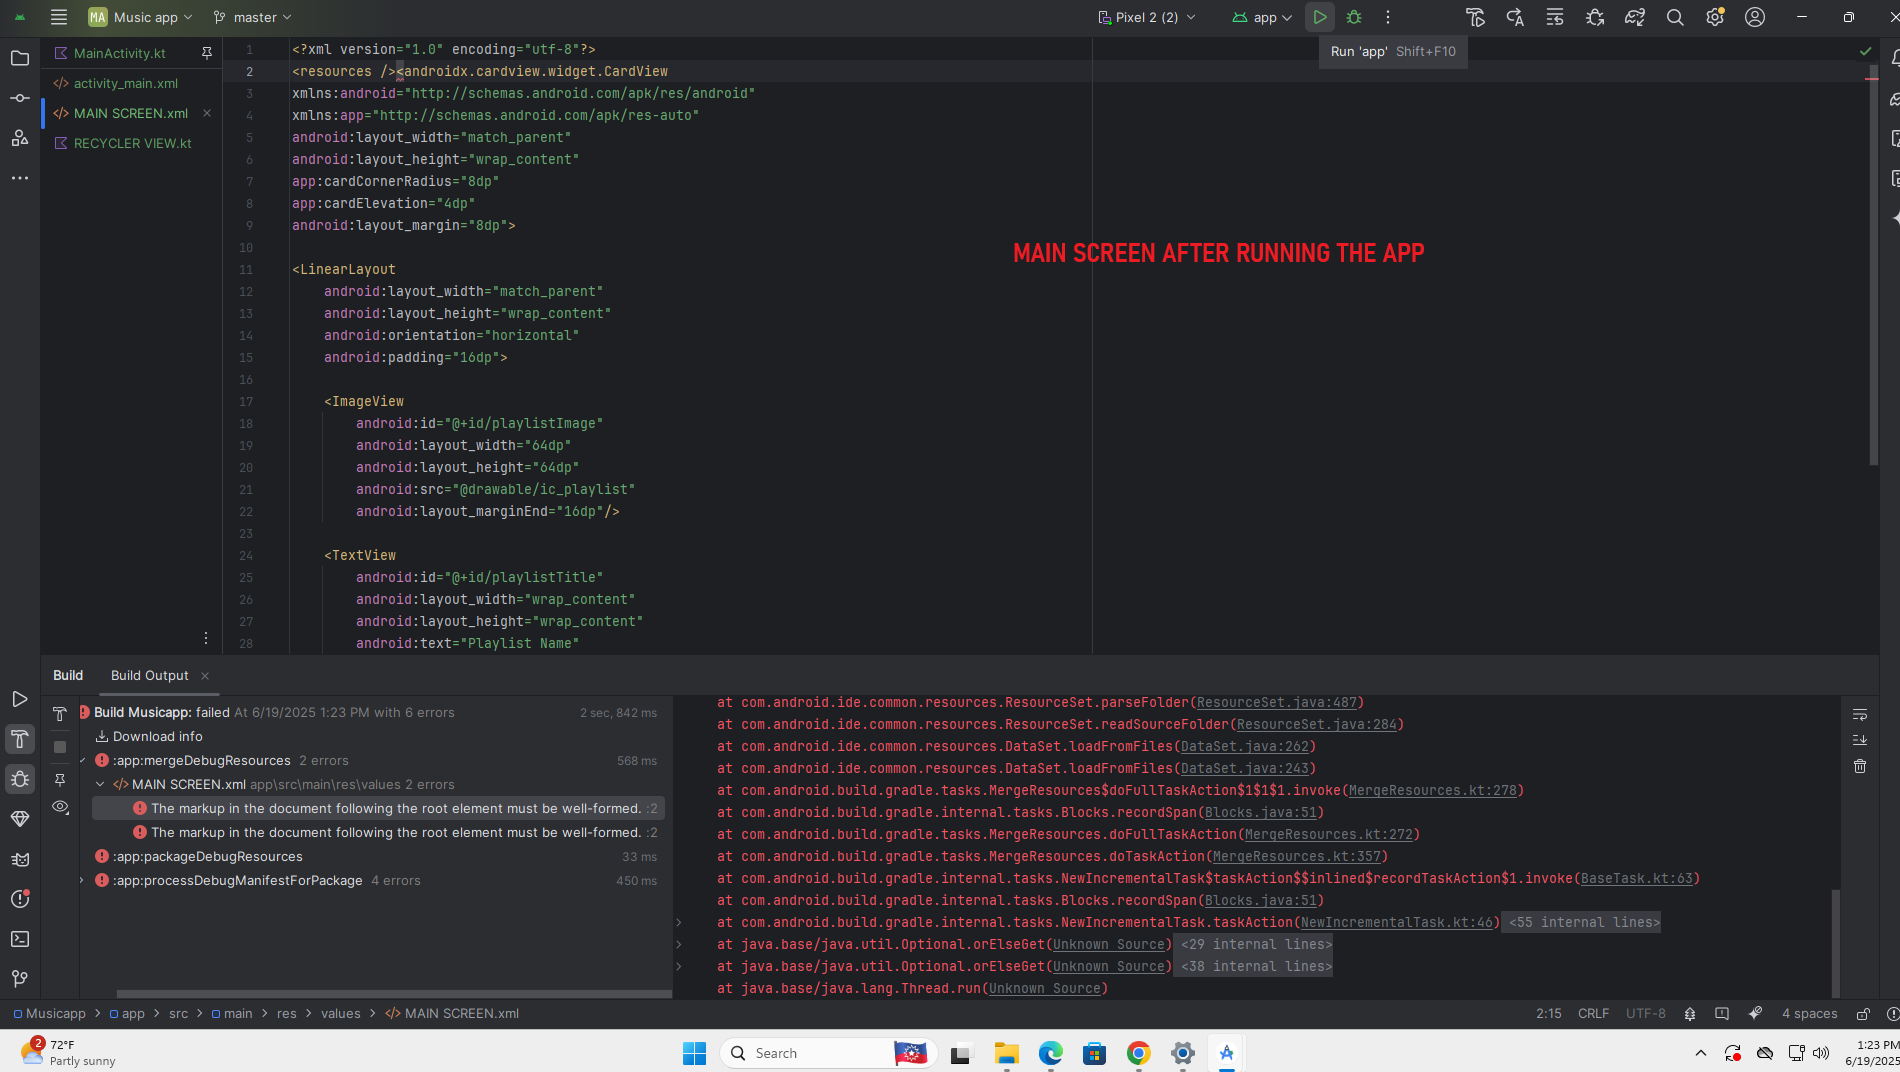 MA Music app
master
Pixel 2 (2)
app
Run 'app' Shift+F10
MainActivity.kt
activity_main.xml
MAIN SCREEN.xml
RECYCLER VIEW.kt
1 <?xml version="1.0" encoding="utf-8"?>
2 <resources /><androidx.cardview.widget.CardView
3 xmlns:android="http://schemas.android.com/apk/res/android"
4 xmlns:app="http://schemas.android.com/apk/res-auto"
5 android:layout_width="match_parent"
6 android:layout_height="wrap_content"
7 app:cardCornerRadius="8dp"
8 app:cardElevation="4dp"
9 android:layout_margin="8dp">
10
11 <LinearLayout
12 android:layout_width="match_parent"
13 android:layout_height="wrap_content"
14 android:orientation="horizontal"
15 android:padding="16dp">
16
17 <ImageView
18 android:id="@+id/playlistImage"
19 android:layout_width="64dp"
20 android:layout_height="64dp"
21 android:src="@drawable/ic_playlist"
22 android:layout_marginEnd="16dp"/>
23
24 <TextView
25 android:id="@+id/playlistTitle"
26 android:layout_width="wrap_content"
27 android:layout_height="wrap_content"
28 android:text="Playlist Name"
MAIN SCREEN AFTER RUNNING THE APP
Build Build Output
Build Musicapp: failed At 6/19/2025 1:23 PM with 6 errors 2 sec, 842 ms
Download info
:app:mergeDebugResources 2 errors 568 ms
MAIN SCREEN.xml app\src\main\res\values 2 errors
The markup in the document following the root element must be well-formed. :2
The markup in the document following the root element must be well-formed. :2
:app:packageDebugResources 33 ms
:app:processDebugManifestForPackage 4 errors 450 ms
at com.android.ide.common.resources.ResourceSet.parseFolder(ResourceSet.java:487)
at com.android.ide.common.resources.ResourceSet.readSourceFolder(ResourceSet.java:284)
at com.android.ide.common.resources.DataSet.loadFromFiles(DataSet.java:262)
at com.android.ide.common.resources.DataSet.loadFromFiles(DataSet.java:243)
at com.android.build.gradle.tasks.MergeResources$doFullTaskAction$1$1$1.invoke(MergeResources.kt:278)
at com.android.build.gradle.internal.tasks.Blocks.recordSpan(Blocks.java:51)
at com.android.build.gradle.tasks.MergeResources.doFullTaskAction(MergeResources.kt:272)
at com.android.build.gradle.tasks.MergeResources.doTaskAction(MergeResources.kt:357)
at com.android.build.gradle.internal.tasks.NewIncrementalTask$taskAction$$inlined$recordTaskAction$1.invoke(BaseTask.kt:63)
at com.android.build.gradle.internal.tasks.Blocks.recordSpan(Blocks.java:51)
at com.android.build.gradle.internal.tasks.NewIncrementalTask.taskAction(NewIncrementalTask.kt:46) <55 internal lines>
at java.base/java.util.Optional.orElseGet(Unknown Source) <29 internal lines>
at java.base/java.util.Optional.orElseGet(Unknown Source) <38 internal lines>
at java.base/java.lang.Thread.run(Unknown Source)
Musicapp > app > src > main > res > values > MAIN SCREEN.xml
2:15 CRLF UTF-8 4 spaces
2
72°F
Partly sunny
Search
1:23 PM
6/19/2025